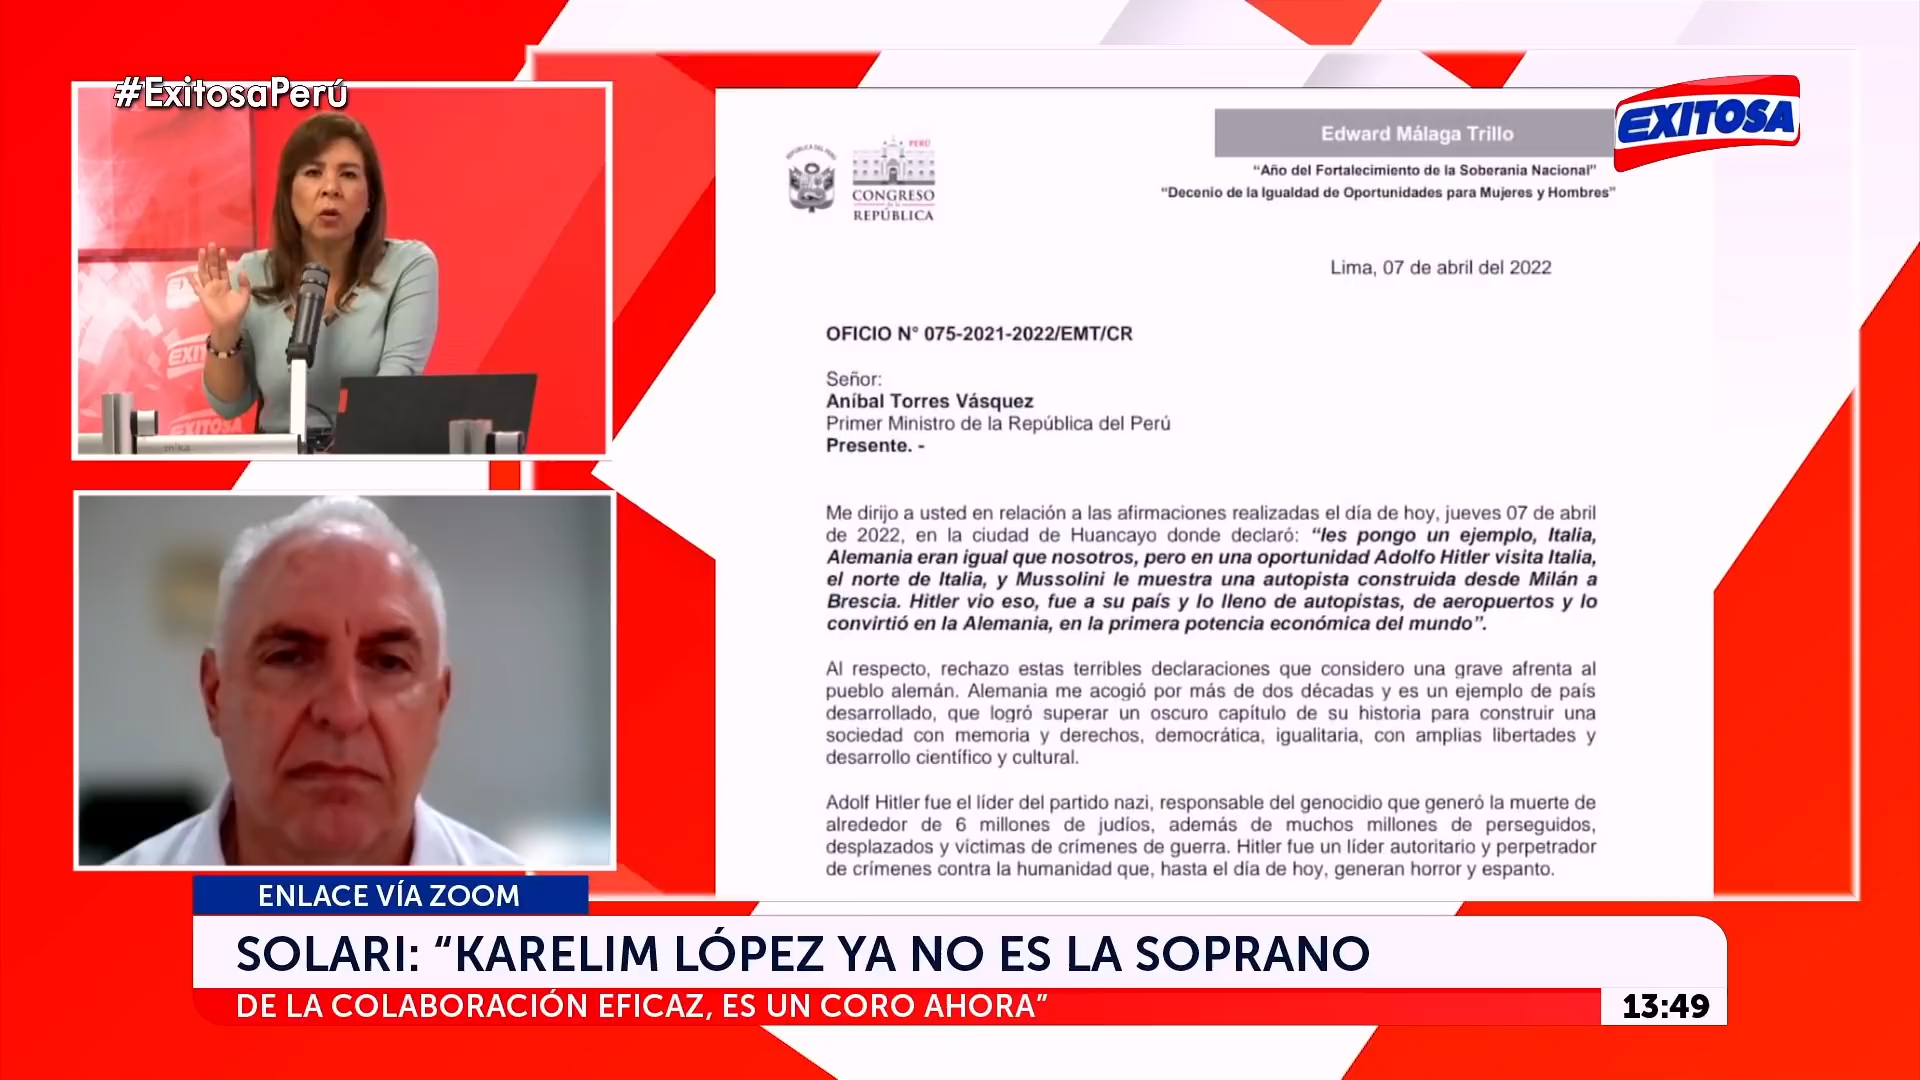 #ExitosaPerú
EXITOSA
EXITOSA
REPÚBLICA DEL PERÚ
PERÚ
CONGRESO
de la
REPÚBLICA
Edward Málaga Trillo
“Año del Fortalecimiento de la Soberania Nacional”
“Decenio de la Igualdad de Oportunidades para Mujeres y Hombres”
Lima, 07 de abril del 2022
OFICIO N° 075-2021-2022/EMT/CR
Señor:
Aníbal Torres Vásquez
Primer Ministro de la República del Perú
Presente. -
Me dirijo a usted en relación a las afirmaciones realizadas el día de hoy, jueves 07 de abril
de 2022, en la ciudad de Huancayo donde declaró: “les pongo un ejemplo, Italia,
Alemania eran igual que nosotros, pero en una oportunidad Adolfo Hitler visita Italia,
el norte de Italia, y Mussolini le muestra una autopista construida desde Milán a
Brescia. Hitler vio eso, fue a su país y lo lleno de autopistas, de aeropuertos y lo
convirtió en la Alemania, en la primera potencia económica del mundo”.
Al respecto, rechazo estas terribles declaraciones que considero una grave afrenta al
pueblo alemán. Alemania me acogió por más de dos décadas y es un ejemplo de país
desarrollado, que logró superar un oscuro capítulo de su historia para construir una
sociedad con memoria y derechos, democrática, igualitaria, con amplias libertades y
desarrollo científico y cultural.
Adolf Hitler fue el líder del partido nazi, responsable del genocidio que generó la muerte de
alrededor de 6 millones de judíos, además de muchos millones de perseguidos,
desplazados y víctimas de crímenes de guerra. Hitler fue un líder autoritario y perpetrador
de crímenes contra la humanidad que, hasta el día de hoy, generan horror y espanto.
ENLACE VÍA ZOOM
SOLARI: “KARELIM LÓPEZ YA NO ES LA SOPRANO
DE LA COLABORACIÓN EFICAZ, ES UN CORO AHORA”
13:49